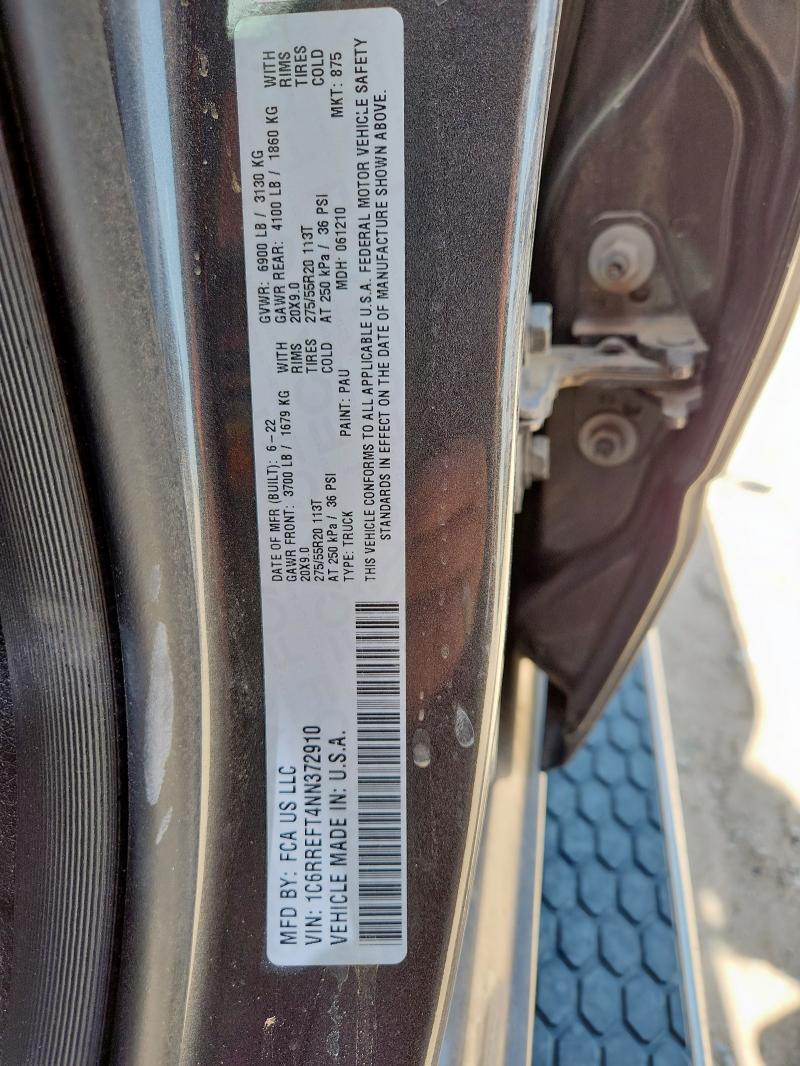 MFD BY: FCA US LLC
VIN: 1C6RREFT4NN372910
VEHICLE MADE IN: U.S.A.
DATE OF MFR (BUILT): 6-22 GVWR: 6900 LB / 3130 KG
GAWR FRONT: 3700 LB / 1679 KG WITH GAWR REAR: 4100 LB / 1860 KG WITH
20X9.0 RIMS 20X9.0 RIMS
275/55R20 113T TIRES 275/55R20 113T TIRES
AT 250 kPa / 36 PSI COLD AT 250 kPa / 36 PSI COLD
TYPE: TRUCK PAINT: PAU MDH: 061210 MKT: 875
THIS VEHICLE CONFORMS TO ALL APPLICABLE U.S.A. FEDERAL MOTOR VEHICLE SAFETY
STANDARDS IN EFFECT ON THE DATE OF MANUFACTURE SHOWN ABOVE.